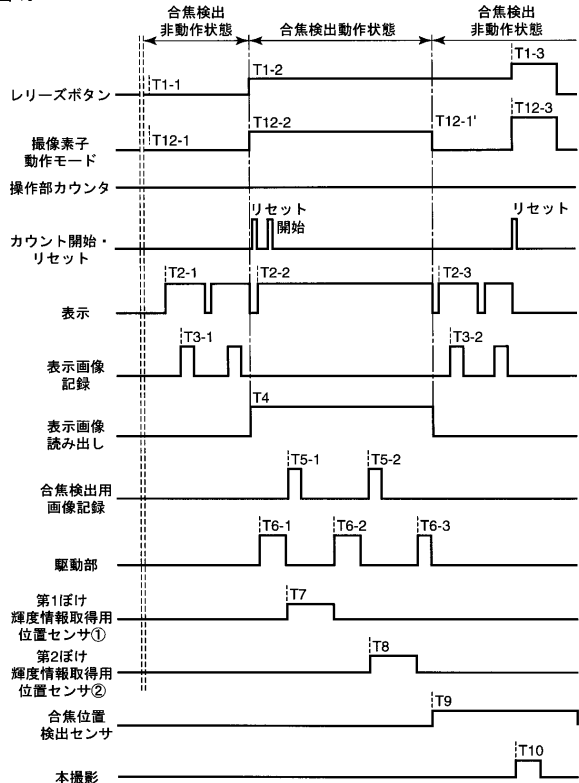 合焦検出
非動作状態
合焦検出動作状態
合焦検出
非動作状態
T1-3
T1-2
T1-1
レリーズボタン
T12-3
T12-2
T12-1'
T12-1
撮像素子
動作モード
操作部カウンタ
リセット
開始
リセット
カウント開始・
リセット
T2-1
T2-2
T2-3
表示
T3-1
T3-2
表示画像
記録
T4
表示画像
読み出し
T5-1
T5-2
合焦検出用
画像記録
T6-1
T6-2
T6-3
駆動部
T7
第1ぼけ
輝度情報取得用
位置センサ①
T8
第2ぼけ
輝度情報取得用
位置センサ②
T9
合焦位置
検出センサ
T10
本撮影